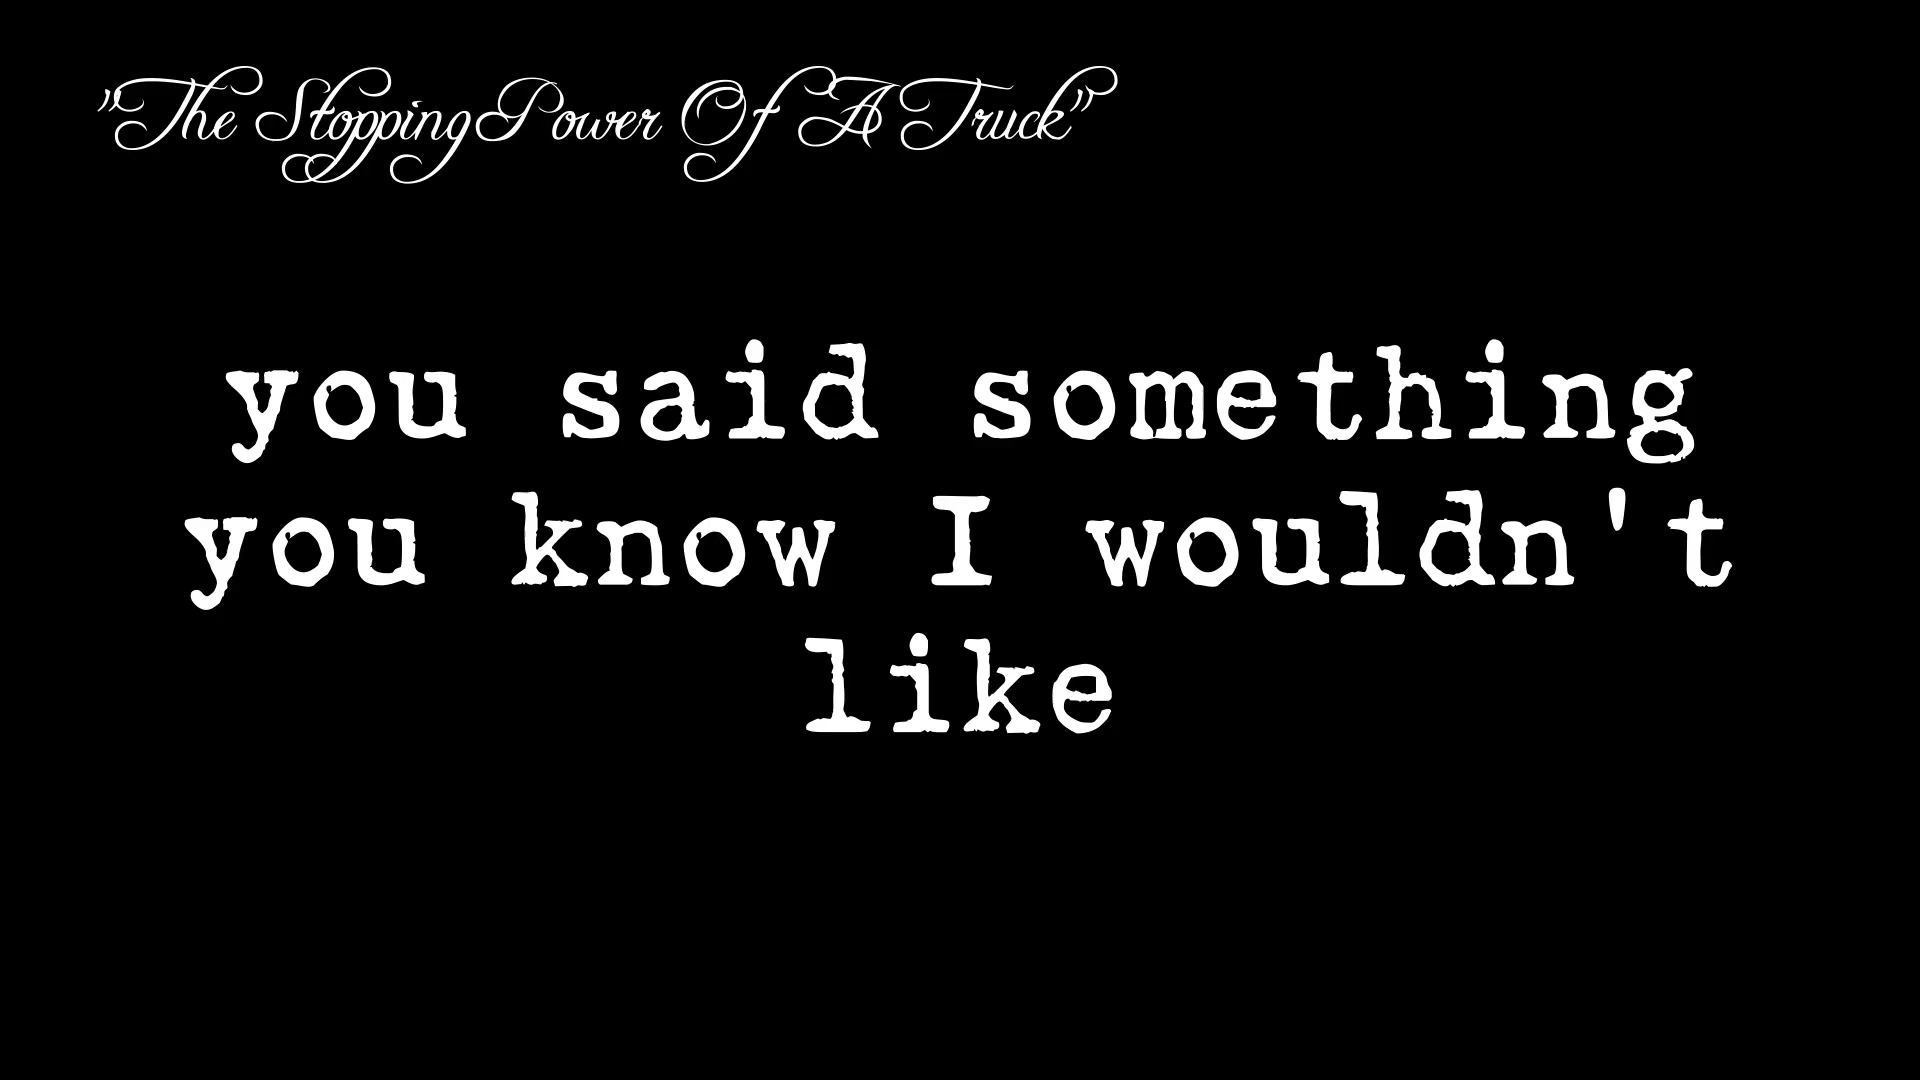 "The Stopping Power Of A Truck"
you said something
you know I wouldn't
like